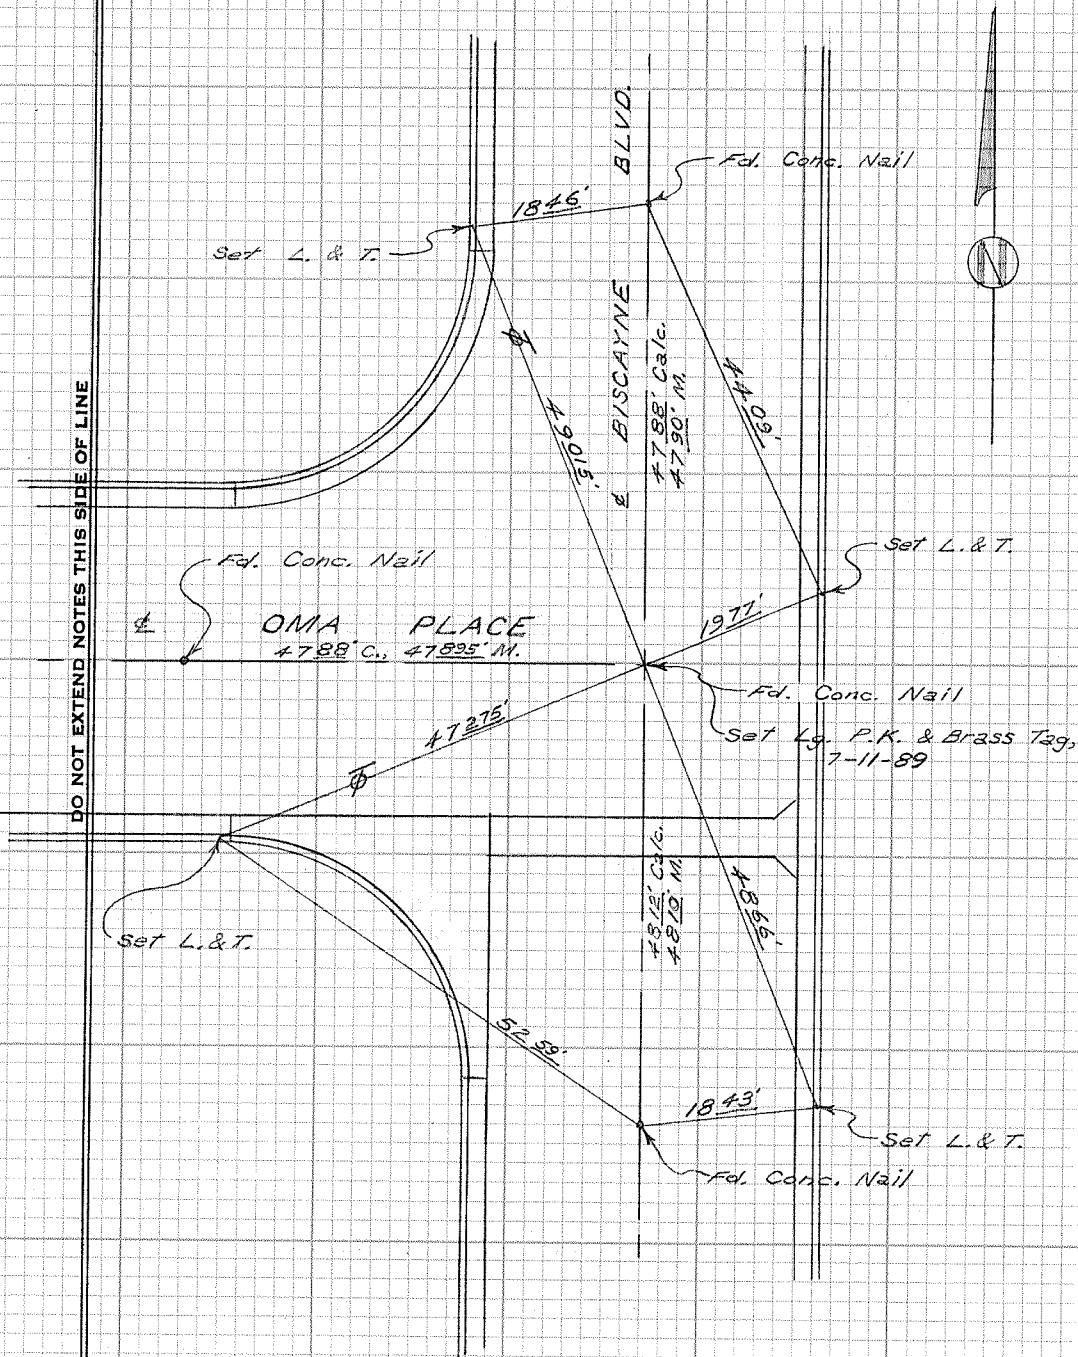 BISCAYNE BLVD.
Fd. Conc. Nail
18 46'
Set L. & T.
N
DO NOT EXTEND NOTES THIS SIDE OF LINE
49 015'
47 88' Calc.
47 90' M.
44 09'
℄
Set L. & T.
Fd. Conc. Nail
℄ OMA PLACE
47 88' C., 47 895' M.
19 77'
Fd. Conc. Nail
Set Lg. P.K. & Brass Tag,
7-11-89
47 275'
48 12' Calc.
48 10' M.
48 66'
Set L. & T.
52 59'
18 43'
Set L. & T.
Fd. Conc. Nail